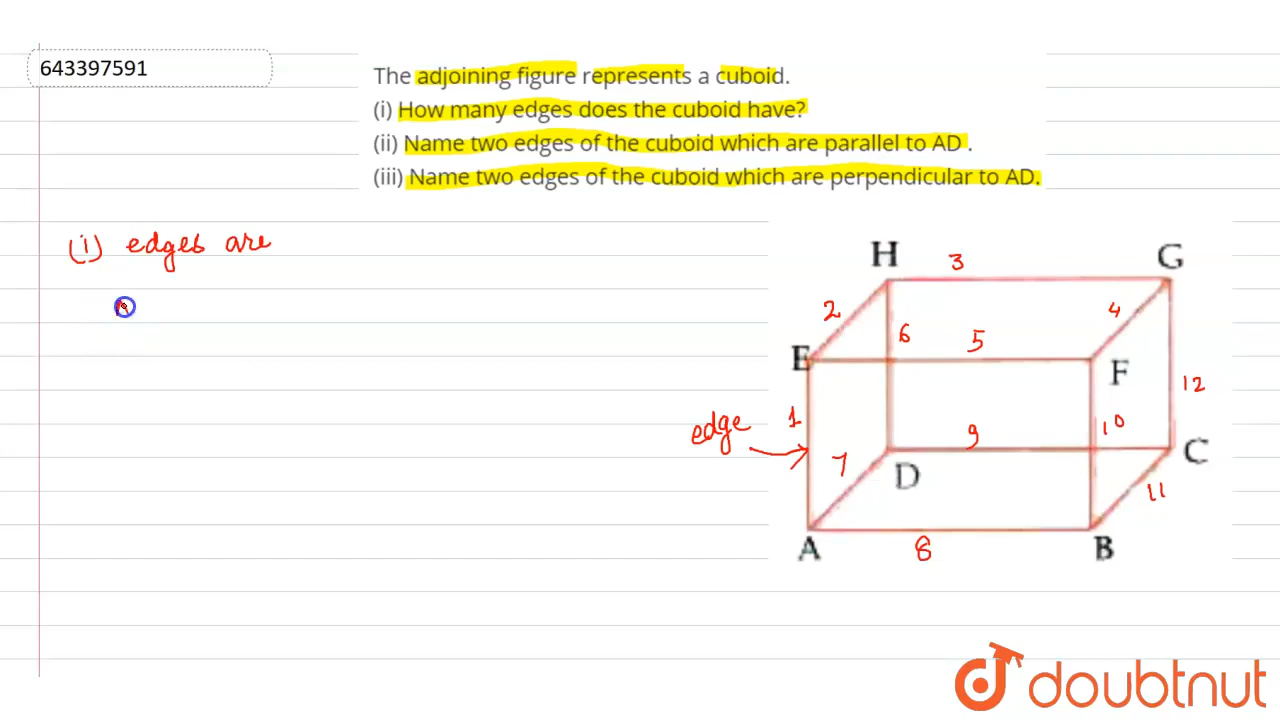 643397591
The adjoining figure represents a cuboid.
(i) How many edges does the cuboid have?
(ii) Name two edges of the cuboid which are parallel to AD .
(iii) Name two edges of the cuboid which are perpendicular to AD.
(i) edges are
H 3 G
2 4
6 5
E F
12
1 10
edge
9 C
7 D
11
A 8 B
doubtnut